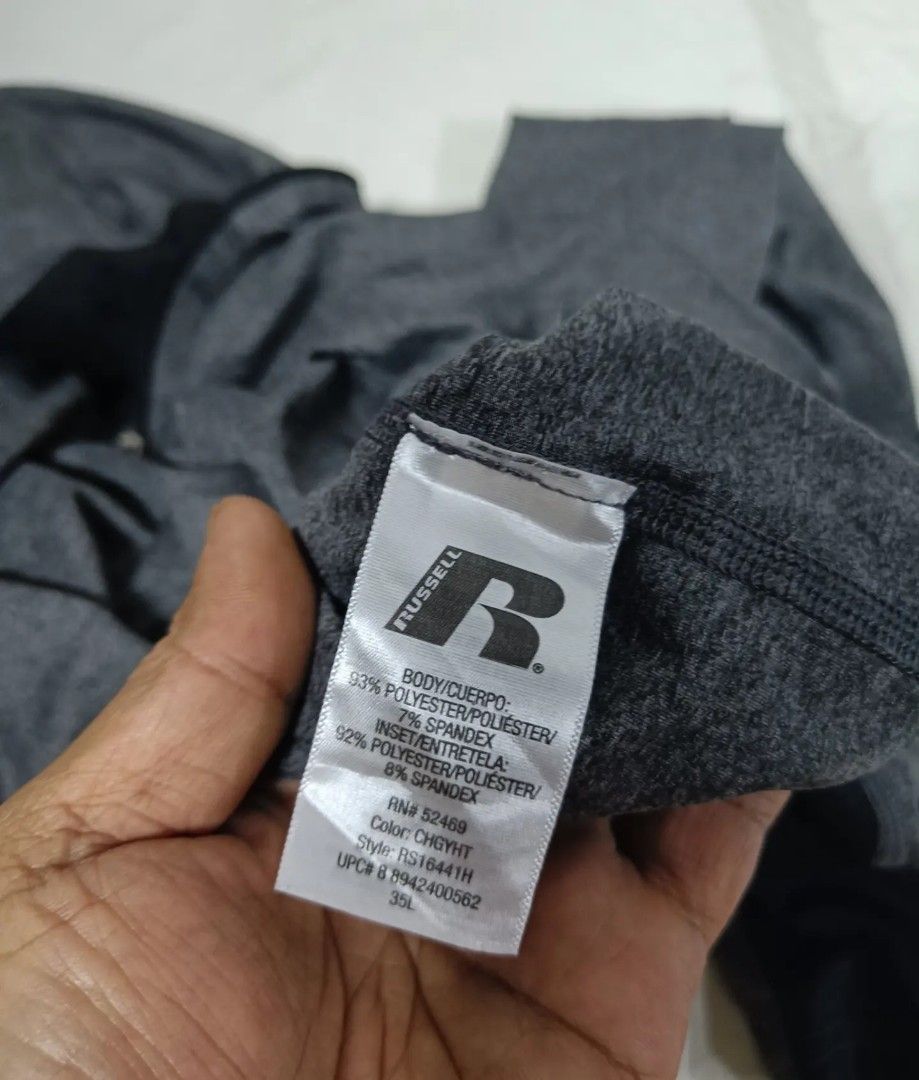 RUSSELL
R®
BODY/CUERPO:
93% POLYESTER/POLIÉSTER/
7% SPANDEX
INSET/ENTRETELA:
92% POLYESTER/POLIÉSTER/
8% SPANDEX
RN# 52469
Color: CHGYHT
Style: RS16441H
UPC# 8 8942400562
35L